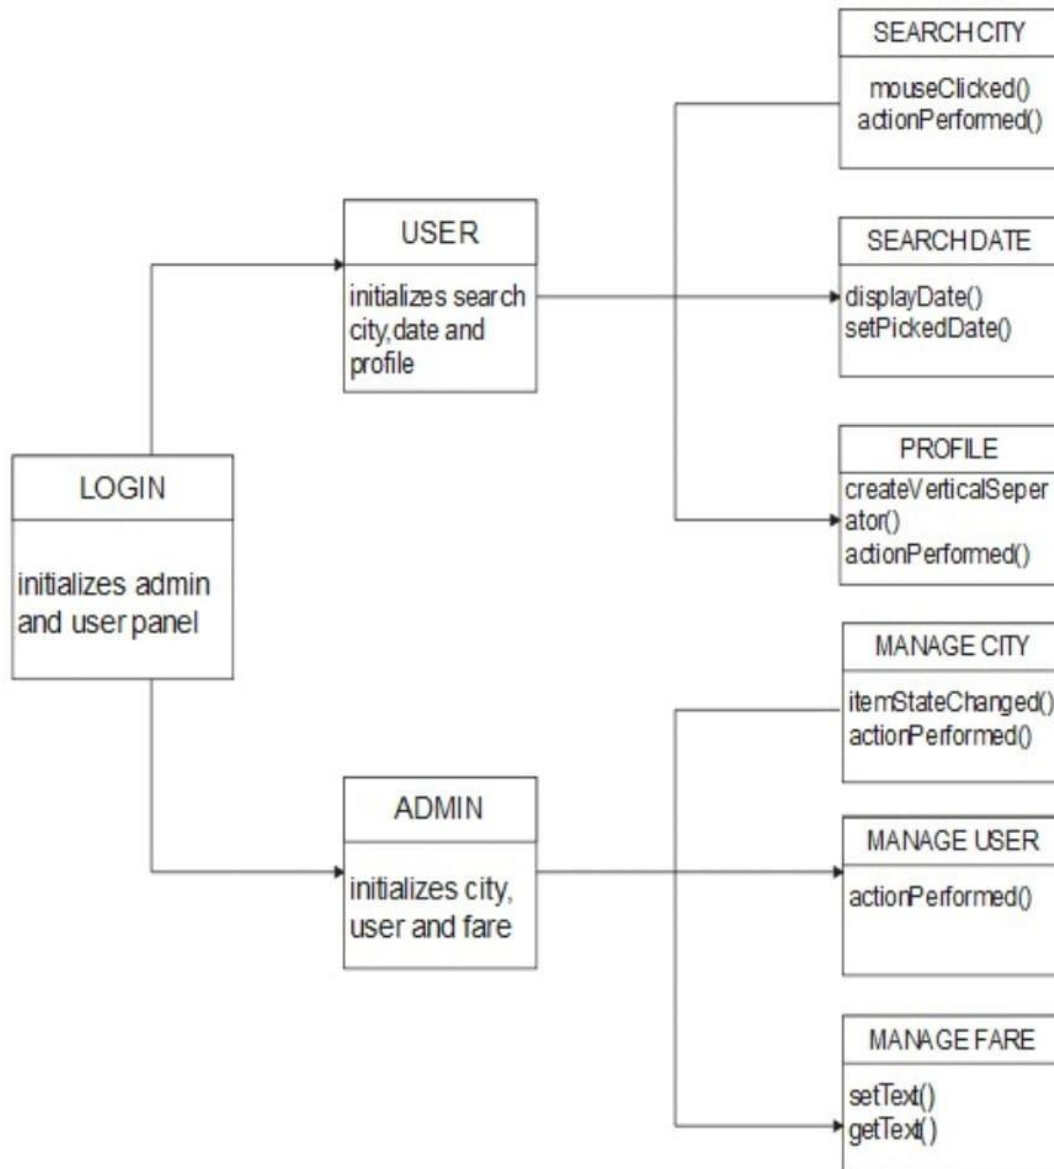 SEARCH CITY
mouseClicked()
actionPerformed()
USER
initializes search
city,date and
profile
SEARCH DATE
displayDate()
setPickedDate()
PROFILE
createVerticalSeper
ator()
actionPerformed()
LOGIN
initializes admin
and user panel
MANAGE CITY
itemStateChanged()
actionPerformed()
ADMIN
initializes city,
user and fare
MANAGE USER
actionPerformed()
MANAGE FARE
setText()
getText()